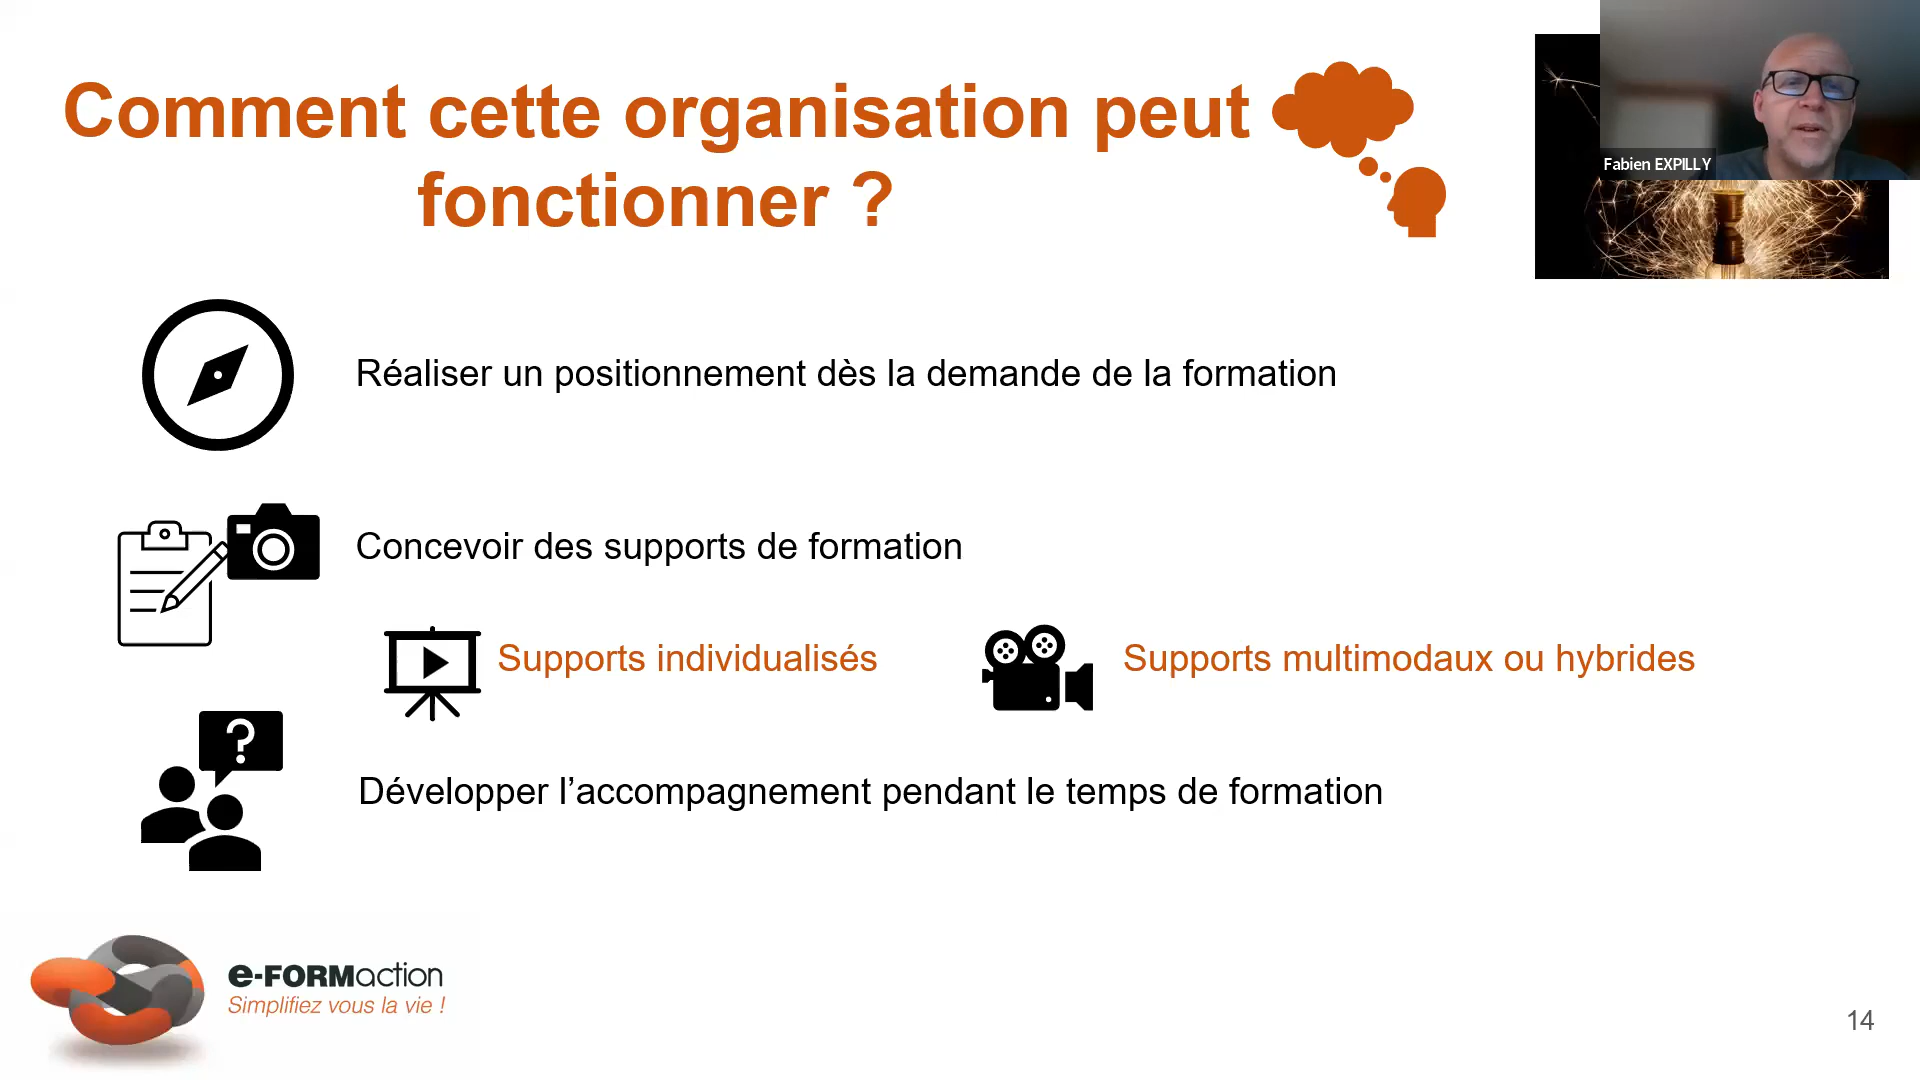 Comment cette organisation peut
fonctionner ?
Fabien EXPILLY
Réaliser un positionnement dès la demande de la formation
Concevoir des supports de formation
Supports individualisés
Supports multimodaux ou hybrides
?
Développer l’accompagnement pendant le temps de formation
e-FORMaction
Simplifiez vous la vie !
14